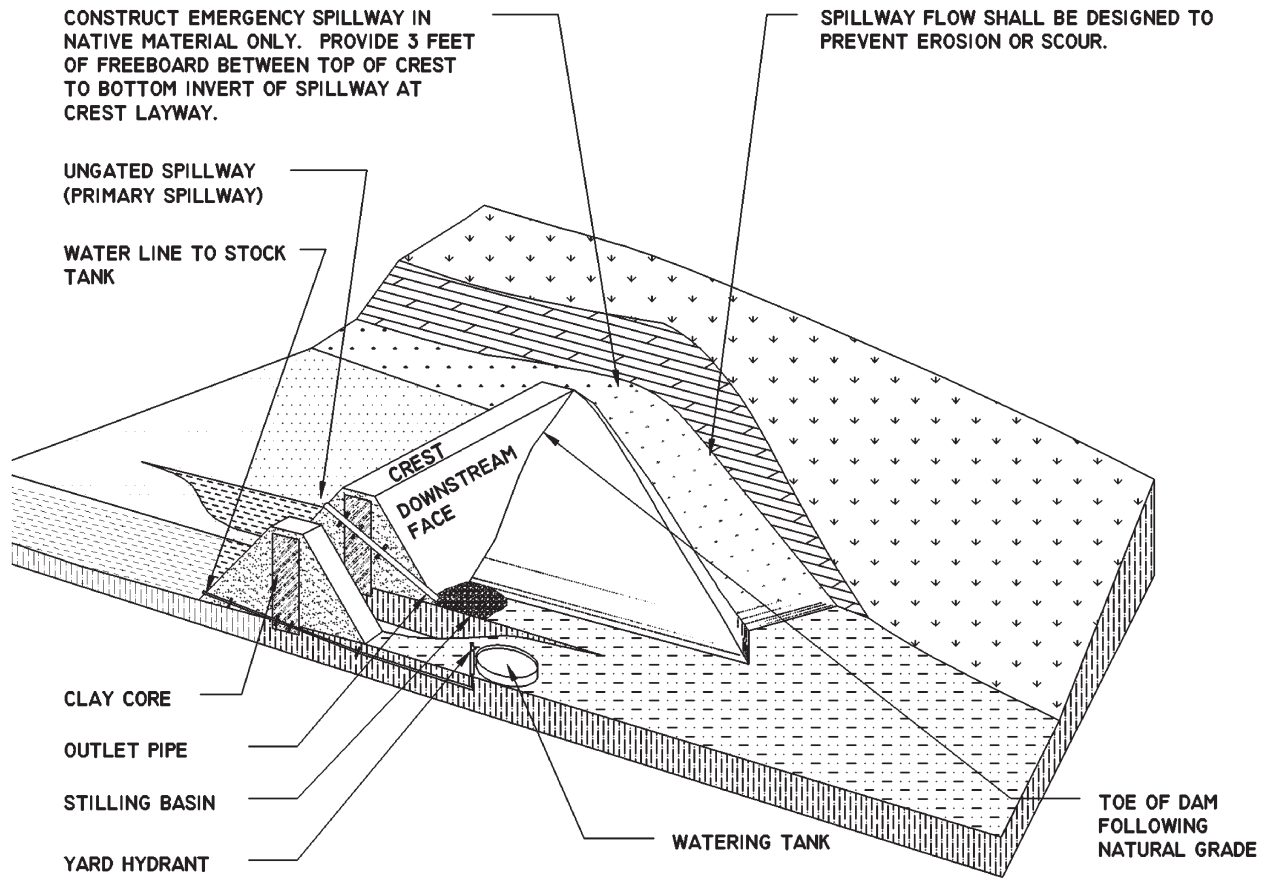 CONSTRUCT EMERGENCY SPILLWAY IN
NATIVE MATERIAL ONLY. PROVIDE 3 FEET
OF FREEBOARD BETWEEN TOP OF CREST
TO BOTTOM INVERT OF SPILLWAY AT
CREST LAYWAY.
SPILLWAY FLOW SHALL BE DESIGNED TO
PREVENT EROSION OR SCOUR.
UNGATED SPILLWAY
(PRIMARY SPILLWAY)
WATER LINE TO STOCK
TANK
CREST
DOWNSTREAM
FACE
CLAY CORE
OUTLET PIPE
STILLING BASIN
YARD HYDRANT
WATERING TANK
TOE OF DAM
FOLLOWING
NATURAL GRADE